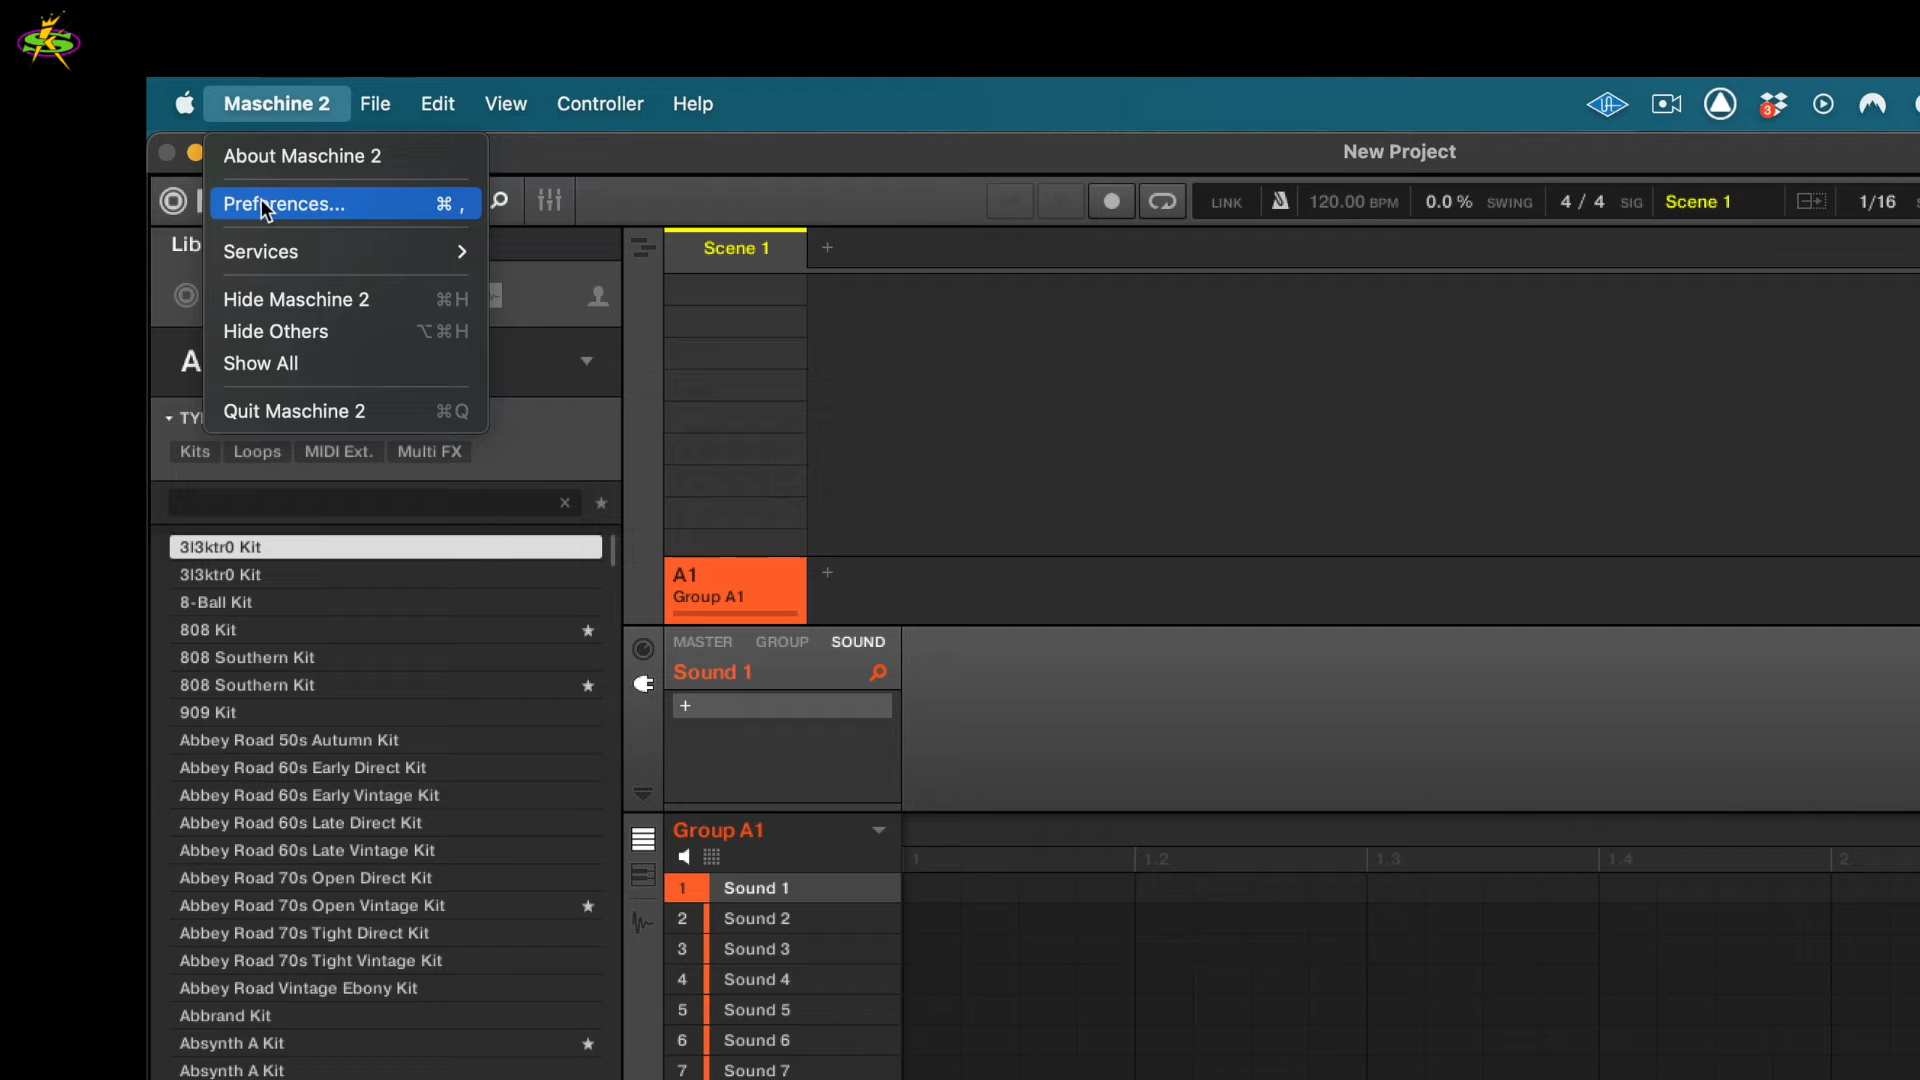 Maschine 2 File Edit View Controller Help
3
New Project
About Maschine 2
Preferences... ⌘ ,
Services
Hide Maschine 2 ⌘H
Hide Others ⌥⌘H
Show All
Quit Maschine 2 ⌘Q
LINK 120.00 BPM 0.0 % SWING 4 / 4 SIG Scene 1 1/16
Scene 1 +
Kits Loops MIDI Ext. Multi FX
3l3ktr0 Kit
3l3ktr0 Kit
8-Ball Kit
808 Kit ★
808 Southern Kit
808 Southern Kit ★
909 Kit
Abbey Road 50s Autumn Kit
Abbey Road 60s Early Direct Kit
Abbey Road 60s Early Vintage Kit
Abbey Road 60s Late Direct Kit
Abbey Road 60s Late Vintage Kit
Abbey Road 70s Open Direct Kit
Abbey Road 70s Open Vintage Kit ★
Abbey Road 70s Tight Direct Kit
Abbey Road 70s Tight Vintage Kit
Abbey Road Vintage Ebony Kit
Abbrand Kit
Absynth A Kit ★
Absynth A Kit
A1 +
Group A1
MASTER GROUP SOUND
Sound 1
+
Group A1
1 1.2 1.3 1.4 2.
1 Sound 1
2 Sound 2
3 Sound 3
4 Sound 4
5 Sound 5
6 Sound 6
7 Sound 7